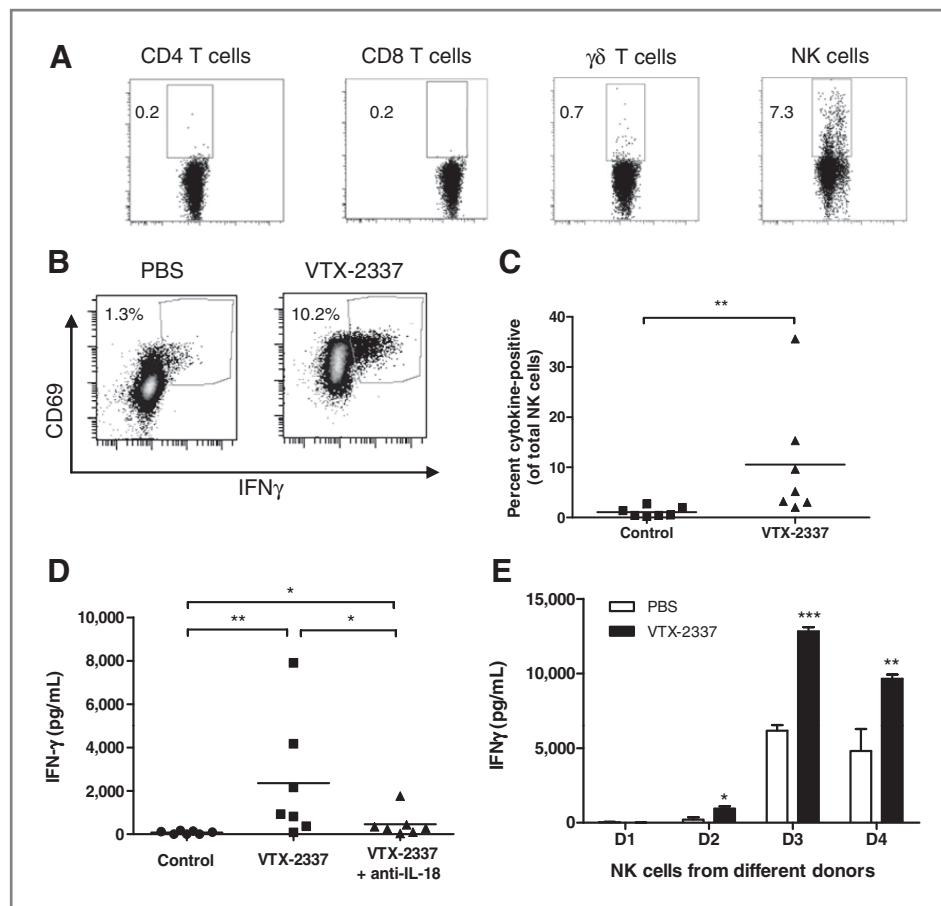 A
CD4 T cells
CD8 T cells
γδ T cells
NK cells
0.2
0.2
0.7
7.3
B
PBS
VTX-2337
1.3%
10.2%
CD69
IFNγ
C
**
Percent cytokine-positive
(of total NK cells)
40
30
20
10
0
Control
VTX-2337
D
*
**
*
IFN-γ (pg/mL)
10,000
8,000
6,000
4,000
2,000
0
Control
VTX-2337
VTX-2337
+ anti-IL-18
E
PBS
VTX-2337
IFNγ (pg/mL)
15,000
10,000
5,000
0
*
***
**
D1
D2
D3
D4
NK cells from different donors